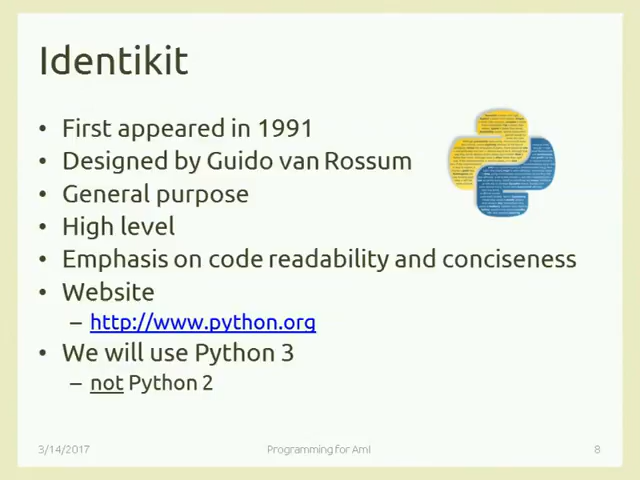 Identikit
• First appeared in 1991
• Designed by Guido van Rossum
• General purpose
• High level
• Emphasis on code readability and conciseness
• Website
– http://www.python.org
• We will use Python 3
– not Python 2
3/14/2017 Programming for AmI 8